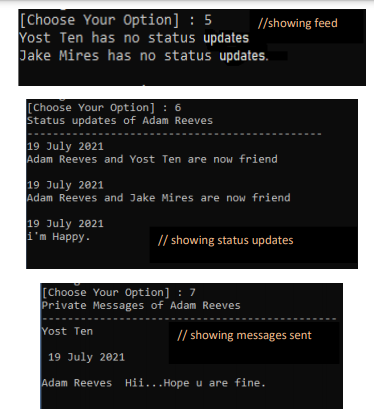 [Choose Your Option] : 5 //showing feed
Yost Ten has no status updates
Jake Mires has no status updates.
[Choose Your Option] : 6
Status updates of Adam Reeves
--------------------------------------------
19 July 2021
Adam Reeves and Yost Ten are now friend
19 July 2021
Adam Reeves and Jake Mires are now friend
19 July 2021
i'm Happy. // showing status updates
[Choose Your Option] : 7
Private Messages of Adam Reeves
--------------------------------------------
Yost Ten // showing messages sent
19 July 2021
Adam Reeves Hii...Hope u are fine.